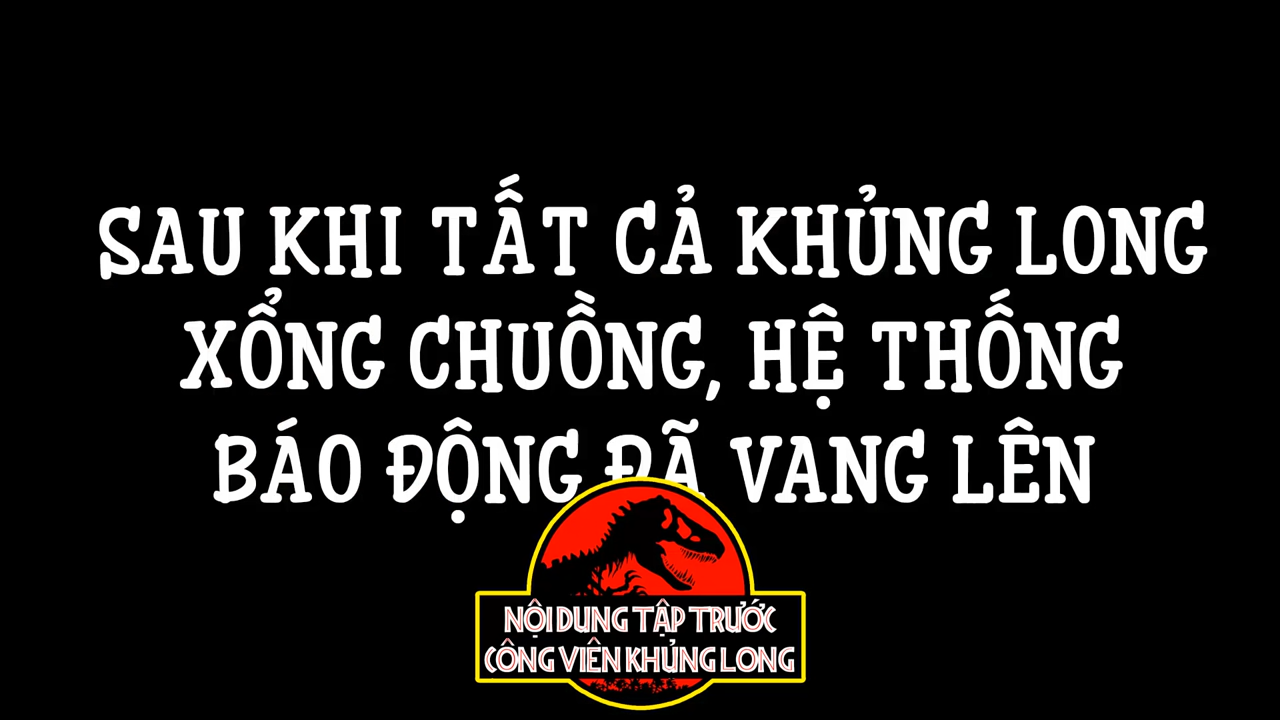 SAU KHI TẤT CẢ KHỦNG LONG
XỔNG CHUỒNG, HỆ THỐNG
BÁO ĐỘNG ĐÃ VANG LÊN
NỘI DUNG TẬP TRƯỚC
CÔNG VIÊN KHỦNG LONG